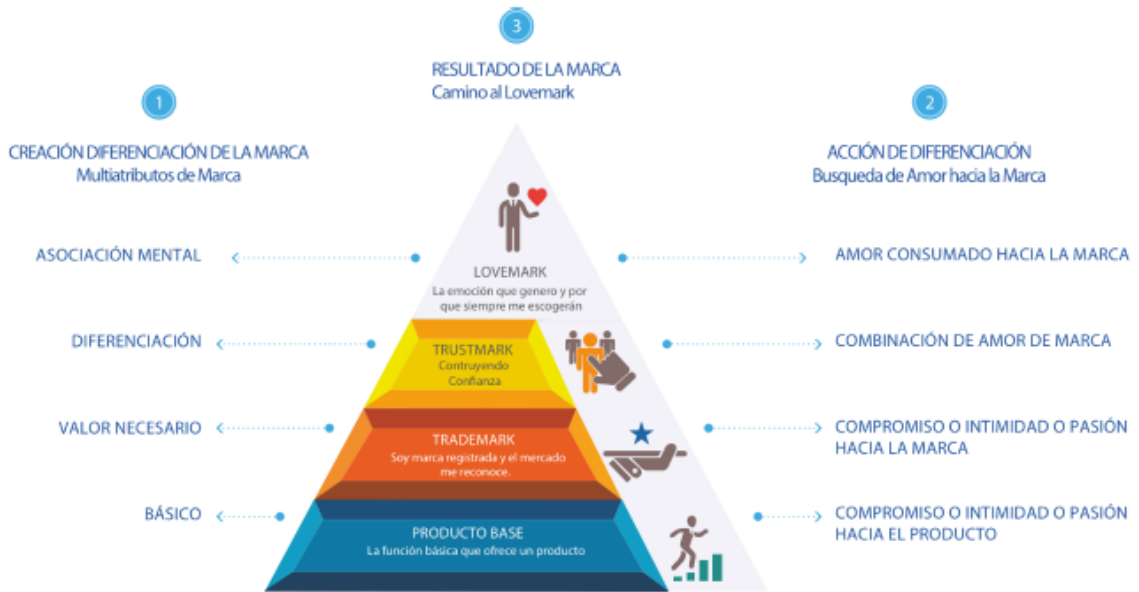 3
RESULTADO DE LA MARCA
Camino al Lovemark
1
CREACIÓN DIFERENCIACIÓN DE LA MARCA
Multiatributos de Marca
2
ACCIÓN DE DIFERENCIACIÓN
Busqueda de Amor hacia la Marca
ASOCIACIÓN MENTAL
LOVEMARK
La emoción que genero y por
que siempre me escogerán
AMOR CONSUMADO HACIA LA MARCA
DIFERENCIACIÓN
TRUSTMARK
Contruyendo
Confianza
COMBINACIÓN DE AMOR DE MARCA
VALOR NECESARIO
TRADEMARK
Soy marca registrada y el mercado
me reconoce.
COMPROMISO O INTIMIDAD O PASIÓN
HACIA LA MARCA
BÁSICO
PRODUCTO BASE
La función básica que ofrece un producto
COMPROMISO O INTIMIDAD O PASIÓN
HACIA EL PRODUCTO